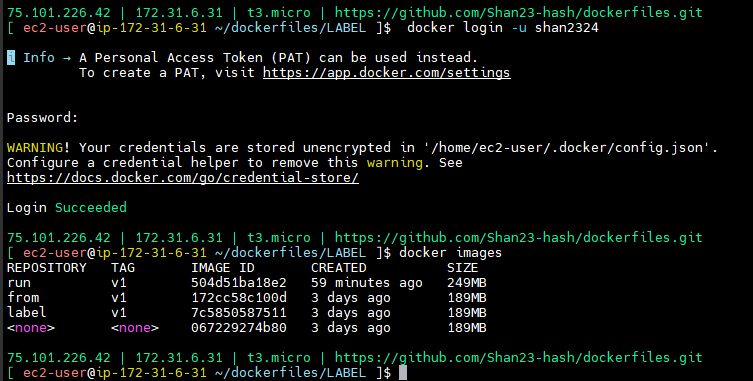 75.101.226.42 | 172.31.6.31 | t3.micro | https://github.com/Shan23-hash/dockerfiles.git
[ ec2-user@ip-172-31-6-31 ~/dockerfiles/LABEL ]$  docker login -u shan2324
i Info → A Personal Access Token (PAT) can be used instead.
To create a PAT, visit https://app.docker.com/settings
Password:
WARNING! Your credentials are stored unencrypted in '/home/ec2-user/.docker/config.json'.
Configure a credential helper to remove this warning. See
https://docs.docker.com/go/credential-store/
Login Succeeded
75.101.226.42 | 172.31.6.31 | t3.micro | https://github.com/Shan23-hash/dockerfiles.git
[ ec2-user@ip-172-31-6-31 ~/dockerfiles/LABEL ]$ docker images
REPOSITORY   TAG       IMAGE ID       CREATED          SIZE
run          v1        504d51ba18e2   59 minutes ago   249MB
from         v1        172cc58c100d   3 days ago       189MB
label        v1        7c5850587511   3 days ago       189MB
<none>       <none>    067229274b80   3 days ago       189MB
75.101.226.42 | 172.31.6.31 | t3.micro | https://github.com/Shan23-hash/dockerfiles.git
[ ec2-user@ip-172-31-6-31 ~/dockerfiles/LABEL ]$